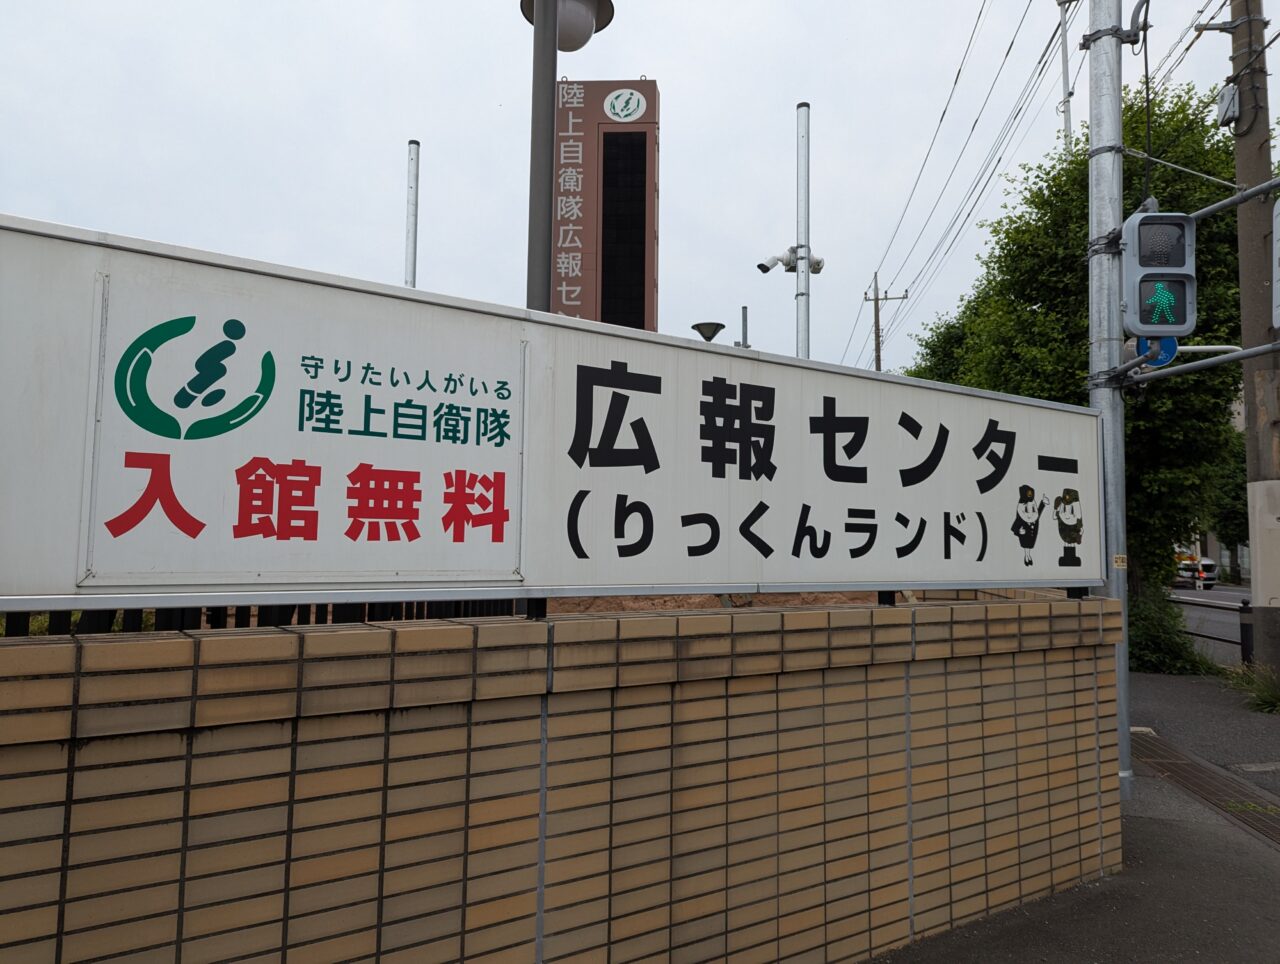 陸上自衛隊広報セン
守りたい人がいる
陸上自衛隊
入館無料
広報センター
(りっくんランド)